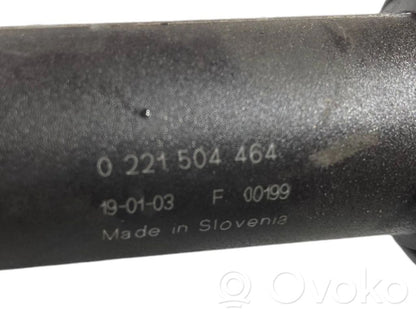 0 221 504 464
19-01-03 F 00199
Made in Slovenia
Ovoko